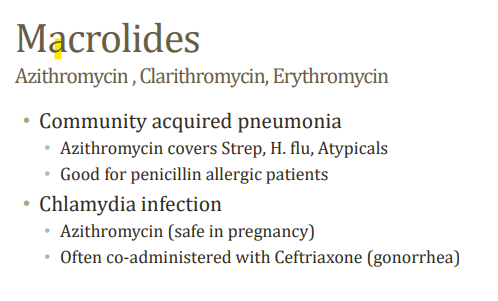 Macrolides
Azithromycin , Clarithromycin, Erythromycin
• Community acquired pneumonia
• Azithromycin covers Strep, H. flu, Atypicals
• Good for penicillin allergic patients
• Chlamydia infection
• Azithromycin (safe in pregnancy)
• Often co-administered with Ceftriaxone (gonorrhea)